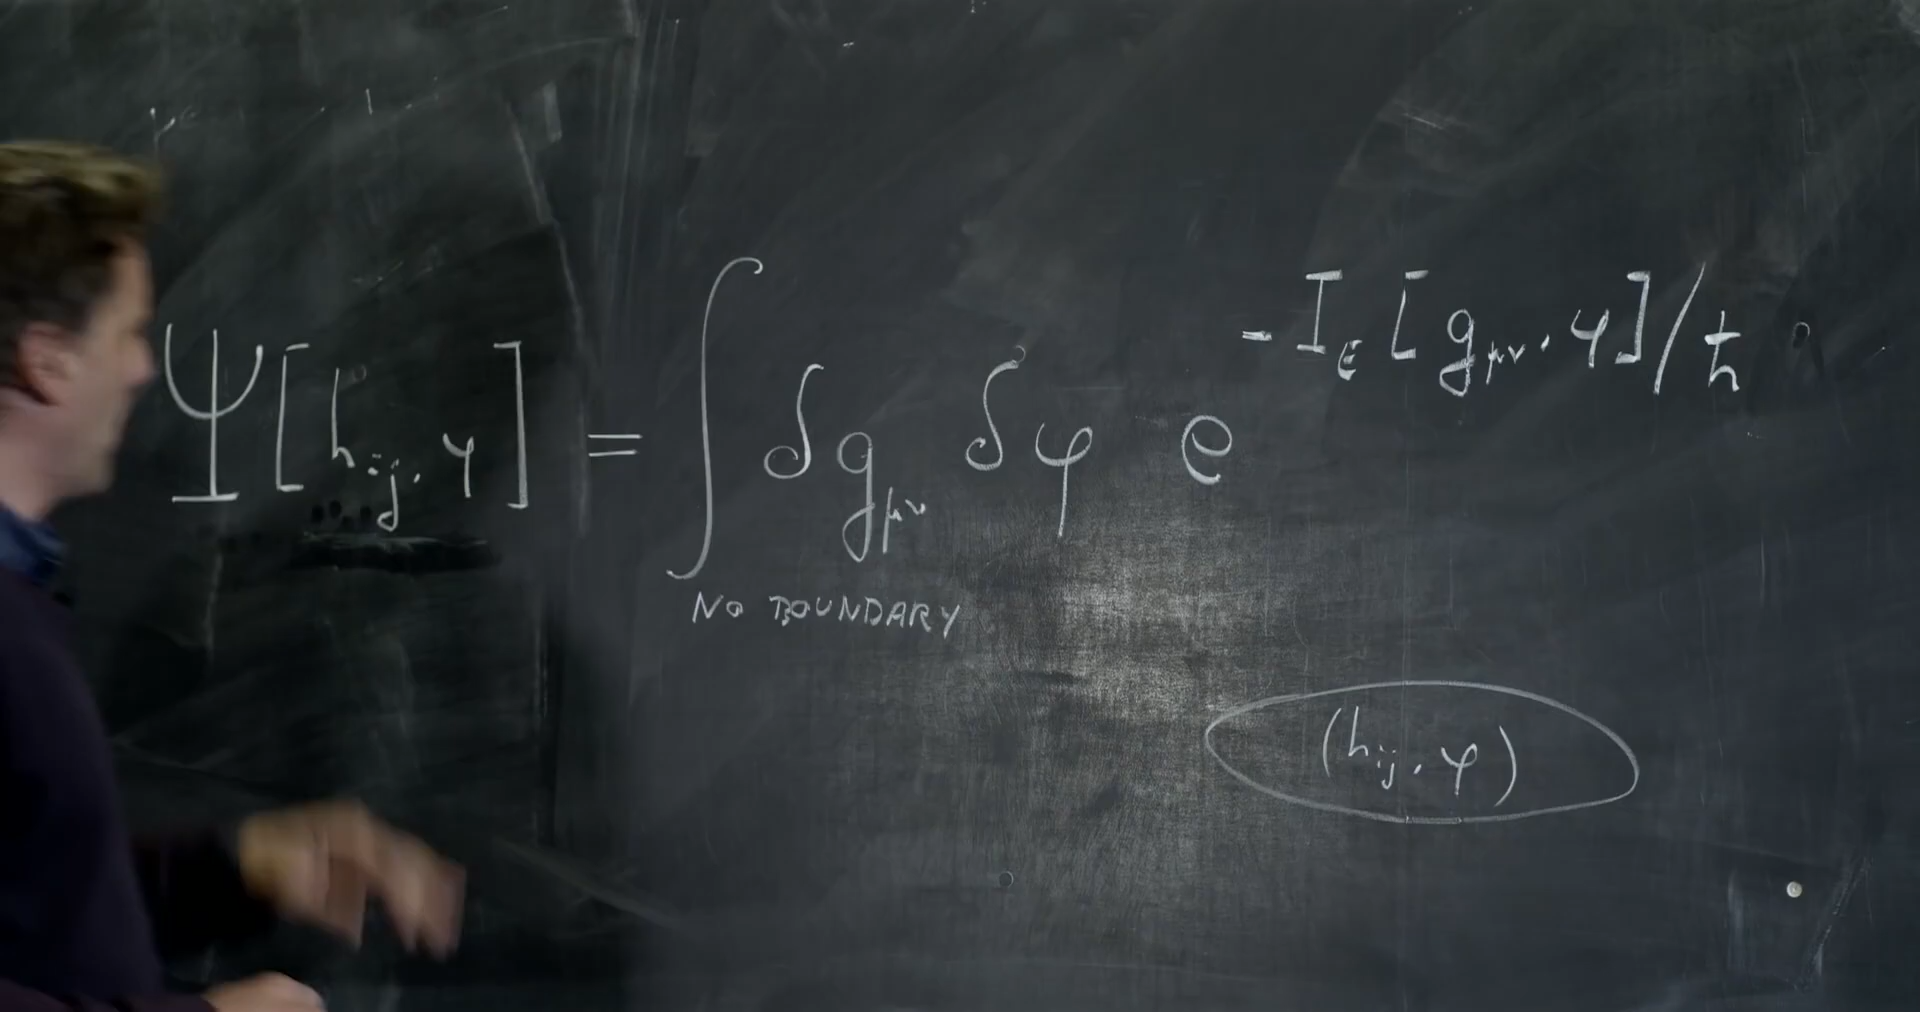 Ψ[h_ij, φ] = ∫ δg_μν δφ e^{-I_E[g_μν, φ]/ħ}
NO BOUNDARY
(h_ij, φ)